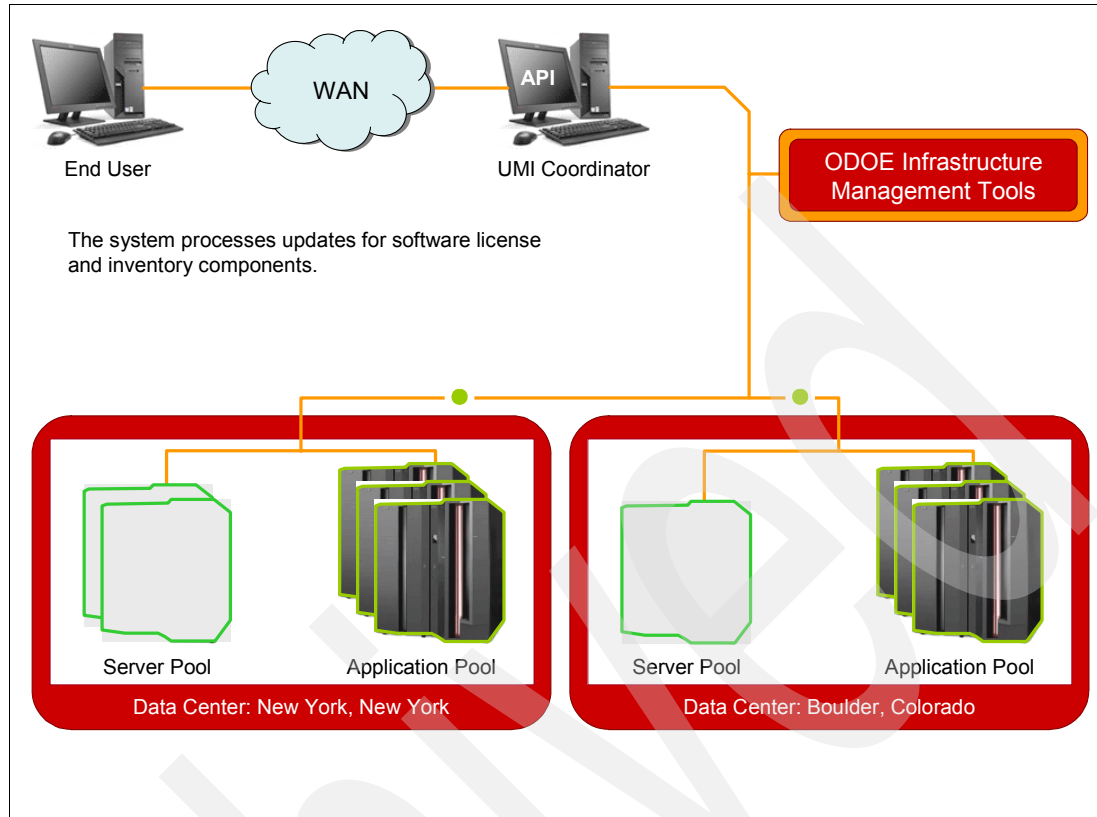 WAN
API
End User
UMI Coordinator
ODOE Infrastructure
Management Tools
The system processes updates for software license
and inventory components.
Server Pool
Application Pool
Server Pool
Application Pool
Data Center: New York, New York
Data Center: Boulder, Colorado